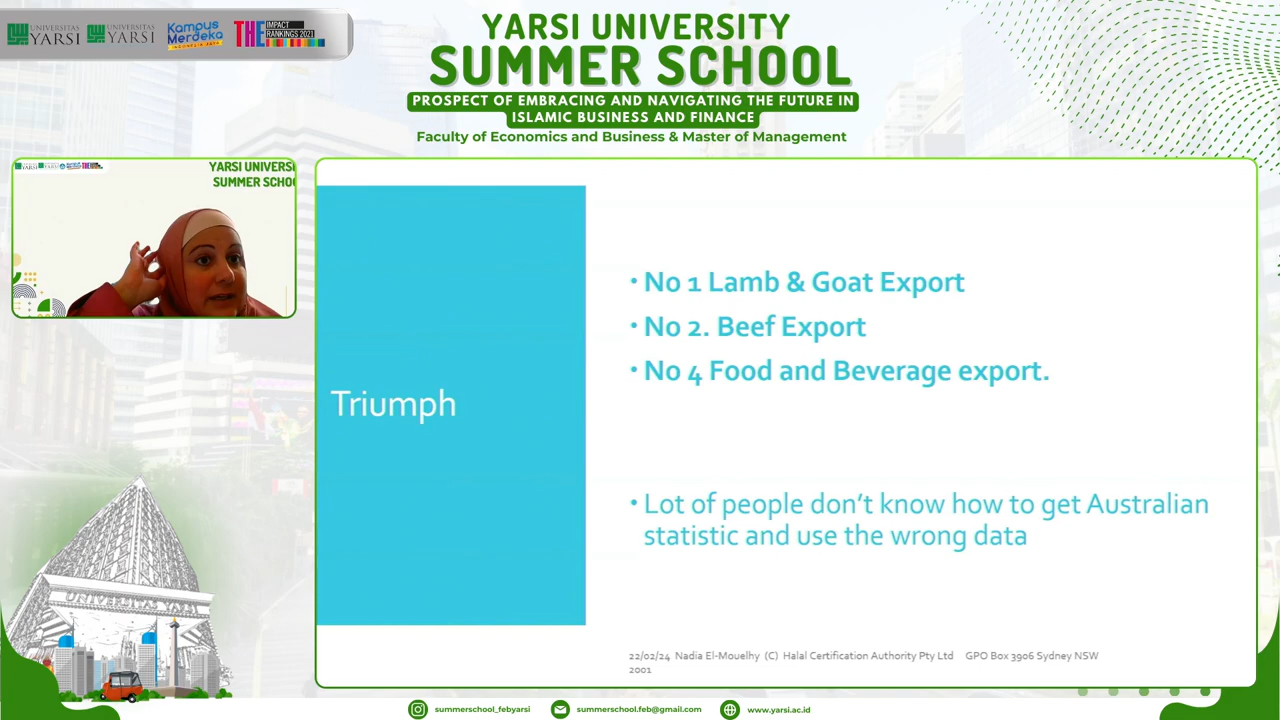 UNIVERSITAS
YARSI
UNIVERSITAS
YARSI
Kampus
Merdeka
INDONESIA JAYA
THE
IMPACT
RANKINGS 2021
YARSI UNIVERSITY
SUMMER SCHOOL
PROSPECT OF EMBRACING AND NAVIGATING THE FUTURE IN
ISLAMIC BUSINESS AND FINANCE
Faculty of Economics and Business & Master of Management
YARSI UNIVERSI
SUMMER SCHO
Triumph
• No 1 Lamb & Goat Export
• No 2. Beef Export
• No 4 Food and Beverage export.
• Lot of people don’t know how to get Australian
statistic and use the wrong data
22/02/24 Nadia El-Mouelhy (C) Halal Certification Authority Pty Ltd GPO Box 3906 Sydney NSW
2001
UNIVERSITAS YARSI
summerschool_febyarsi
summerschool.feb@gmail.com
www.yarsi.ac.id